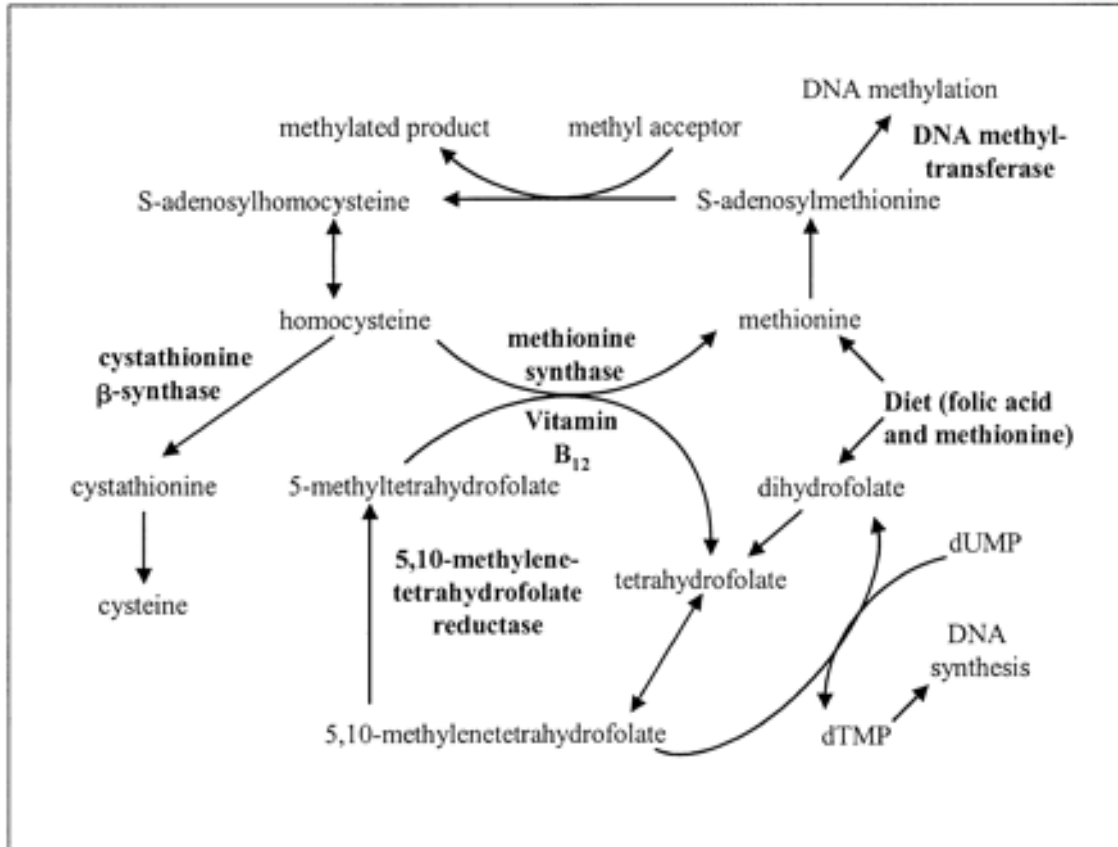 DNA methylation
methylated product
methyl acceptor
DNA methyl-
transferase
S-adenosylhomocysteine
S-adenosylmethionine
homocysteine
methionine
synthase
methionine
cystathionine
β-synthase
Vitamin
B12
Diet (folic acid
and methionine)
cystathionine
5-methyltetrahydrofolate
dihydrofolate
dUMP
5,10-methylene-
tetrahydrofolate
reductase
tetrahydrofolate
cysteine
DNA
synthesis
5,10-methylenetetrahydrofolate
dTMP